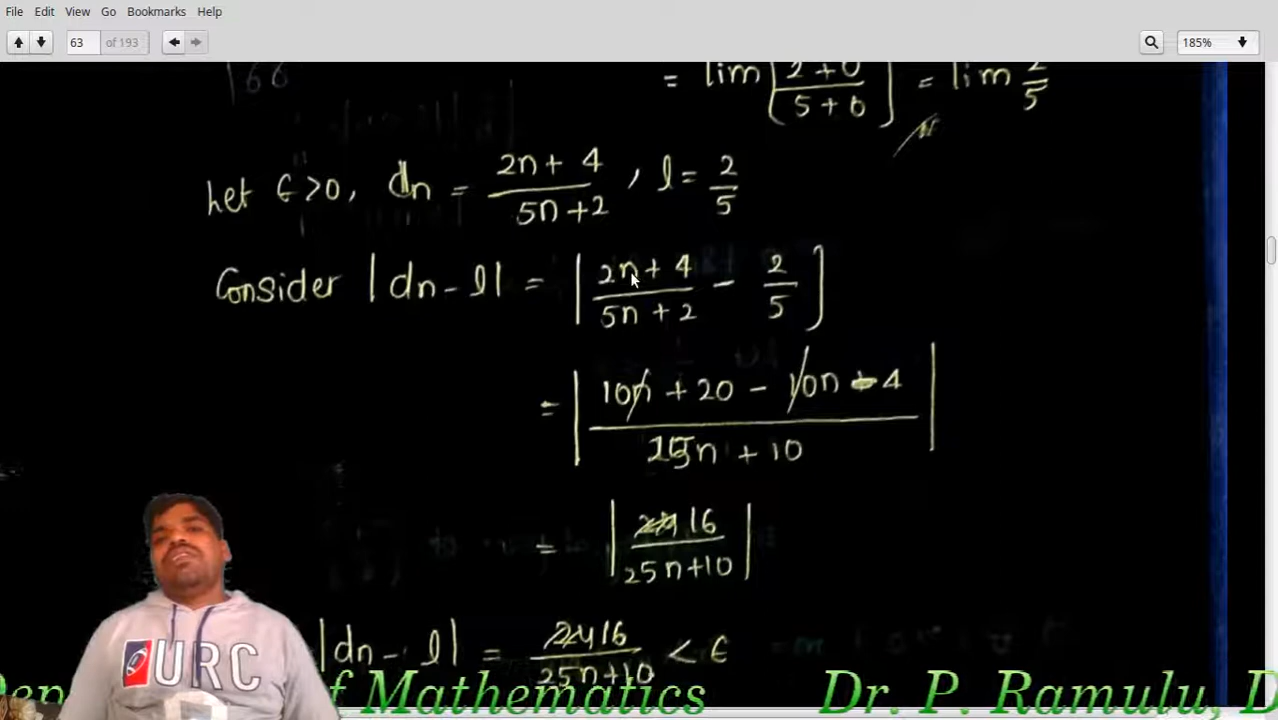 File Edit View Go Bookmarks Help
63 of 193 185%
= lim [2+0/5+0] = lim 2/5
Let ε>0, dn = 2n+4/5n+2, l = 2/5
Consider |dn - l| = |2n+4/5n+2 - 2/5|
= |10n + 20 - 10n - 4/25n + 10|
= |16/25n+10|
|dn - l| = 16/25n+10 < ε
URC
of Mathematics Dr. P. Ramulu, D